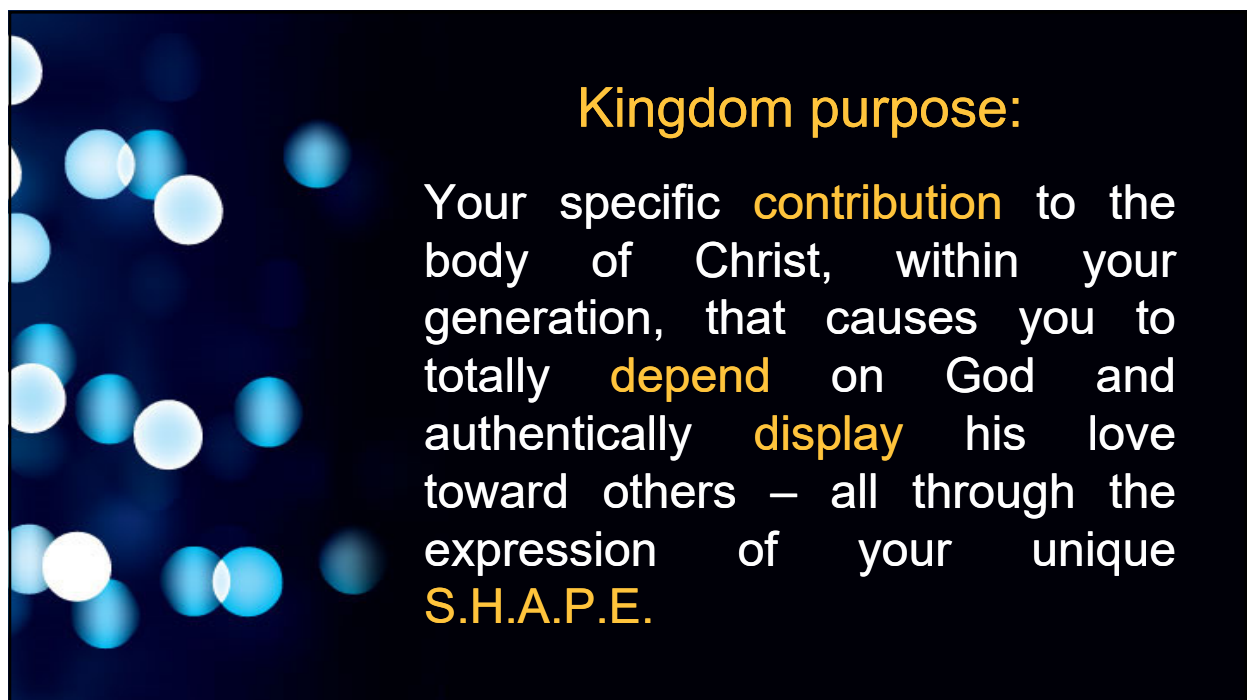 Kingdom purpose:
Your specific contribution to the
body of Christ, within your
generation, that causes you to
totally depend on God and
authentically display his love
toward others – all through the
expression of your unique
S.H.A.P.E.